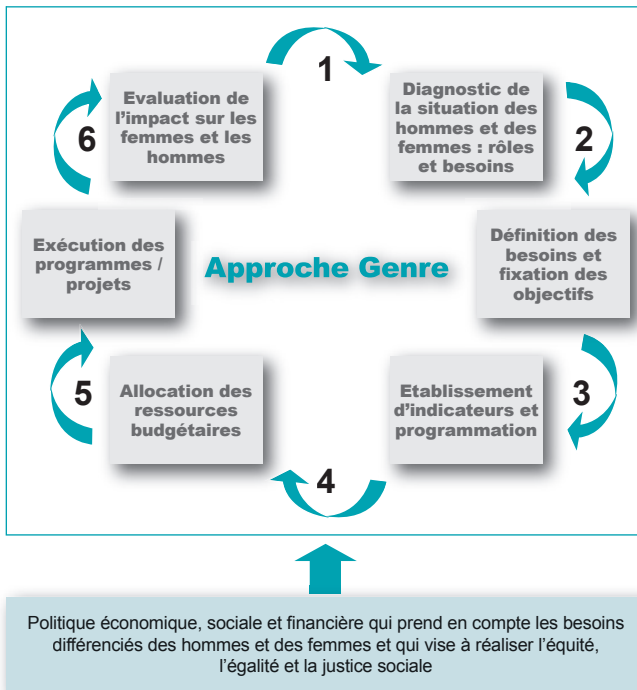 1
Diagnostic de
la situation des
hommes et des
femmes : rôles
et besoins
2
Définition des
besoins et
fixation des
objectifs
3
Etablissement
d'indicateurs et
programmation
4
Allocation des
ressources
budgétaires
5
Exécution des
programmes /
projets
6
Evaluation de
l'impact sur les
femmes et les
hommes
Approche Genre
Politique économique, sociale et financière qui prend en compte les besoins
différenciés des hommes et des femmes et qui vise à réaliser l'équité,
l'égalité et la justice sociale